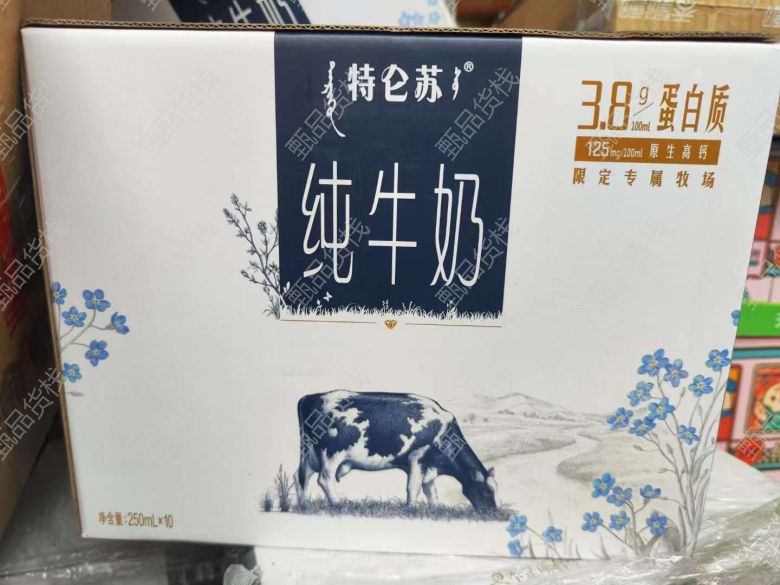 特仑苏®
纯牛奶
3.8g/100ml 蛋白质
125mg/100ml 原生高钙
限定专属牧场
净含量:250mL×10
甄品货栈